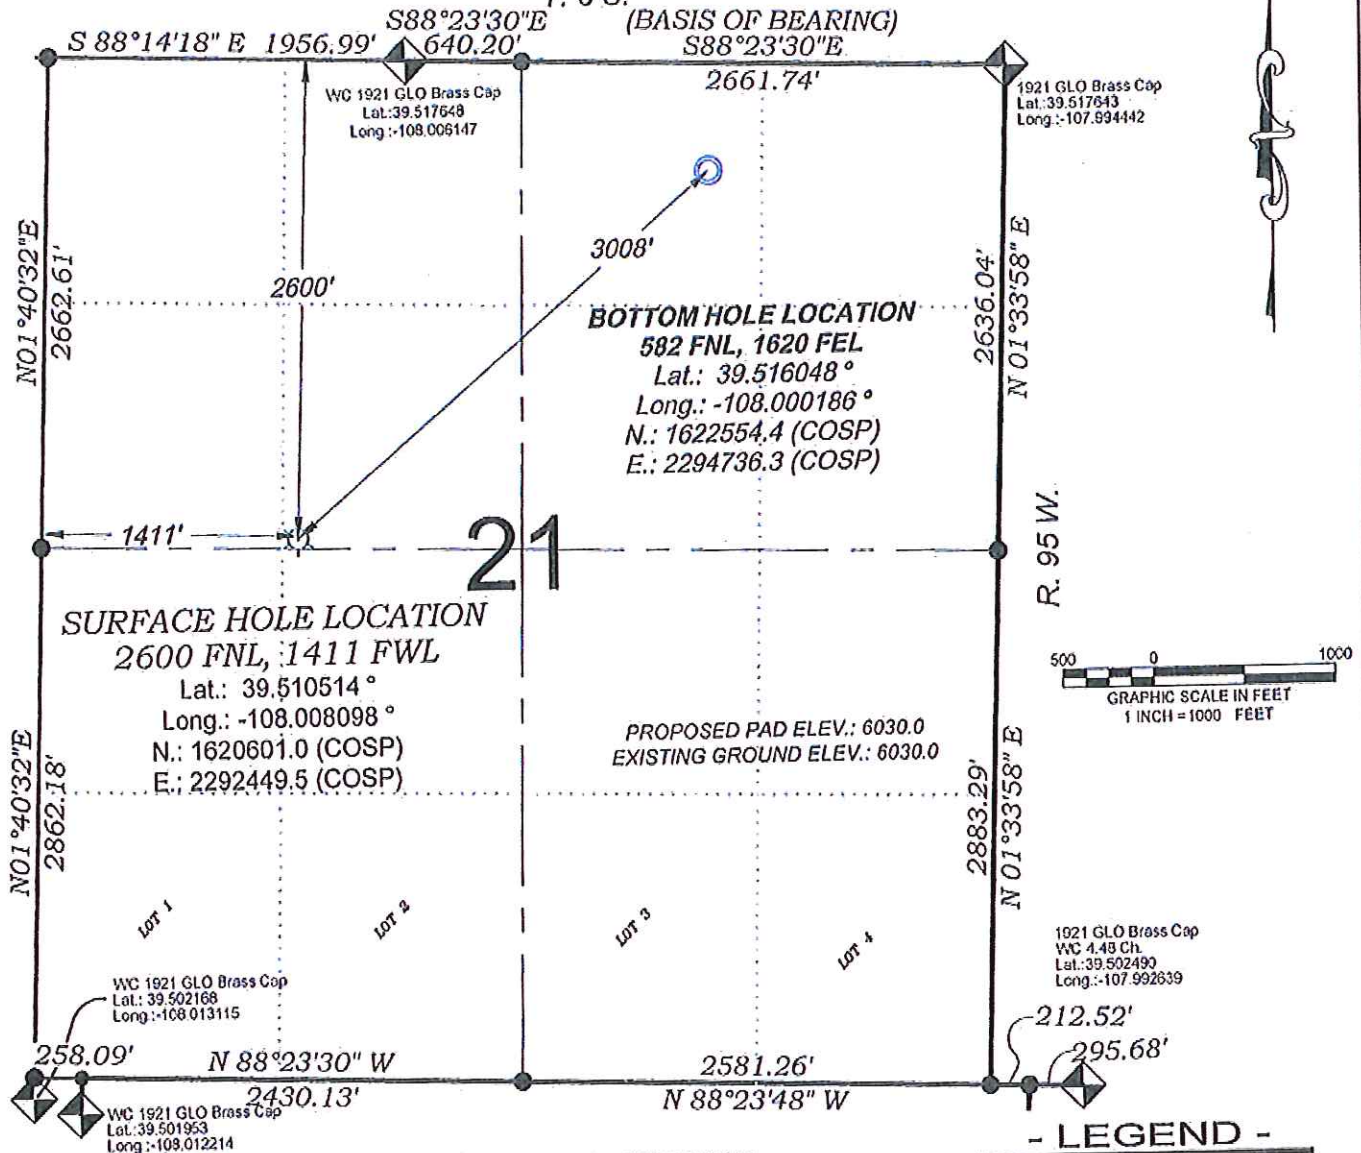 S88°23'30"E (BASIS OF BEARING)
S 88°14'18" E 1956.99' 640.20' S88°23'30"E
2661.74'
WC 1921 GLO Brass Cap
Lat.:39.517648
Long.:-108.006147
1921 GLO Brass Cap
Lat.:39.517643
Long.:-107.994442
N01°40'32"E
2662.61'
2600'
3008'
2636.04'
N 01°33'58" E
BOTTOM HOLE LOCATION
582 FNL, 1620 FEL
Lat.: 39.516048 °
Long.: -108.000186 °
N.: 1622554.4 (COSP)
E.: 2294736.3 (COSP)
1411'
21
R. 95 W.
SURFACE HOLE LOCATION
2600 FNL, 1411 FWL
Lat.: 39.510514 °
Long.: -108.008098 °
N.: 1620601.0 (COSP)
E.: 2292449.5 (COSP)
500 0 1000
GRAPHIC SCALE IN FEET
1 INCH = 1000 FEET
PROPOSED PAD ELEV.: 6030.0
EXISTING GROUND ELEV.: 6030.0
N01°40'32"E
2862.18'
2883.29'
N 01°33'58" E
LOT 1
LOT 2
LOT 3
LOT 4
WC 1921 GLO Brass Cap
Lat.: 39.502168
Long.:-108.013115
1921 GLO Brass Cap
WC 4.48 Ch.
Lat.:39.502490
Long.:-107.992639
212.52'
258.09' N 88°23'30" W 2581.26' 295.68'
2430.13' N 88°23'48" W
WC 1921 GLO Brass Cap
Lat.:39.501953
Long.:-108.012214
- LEGEND -